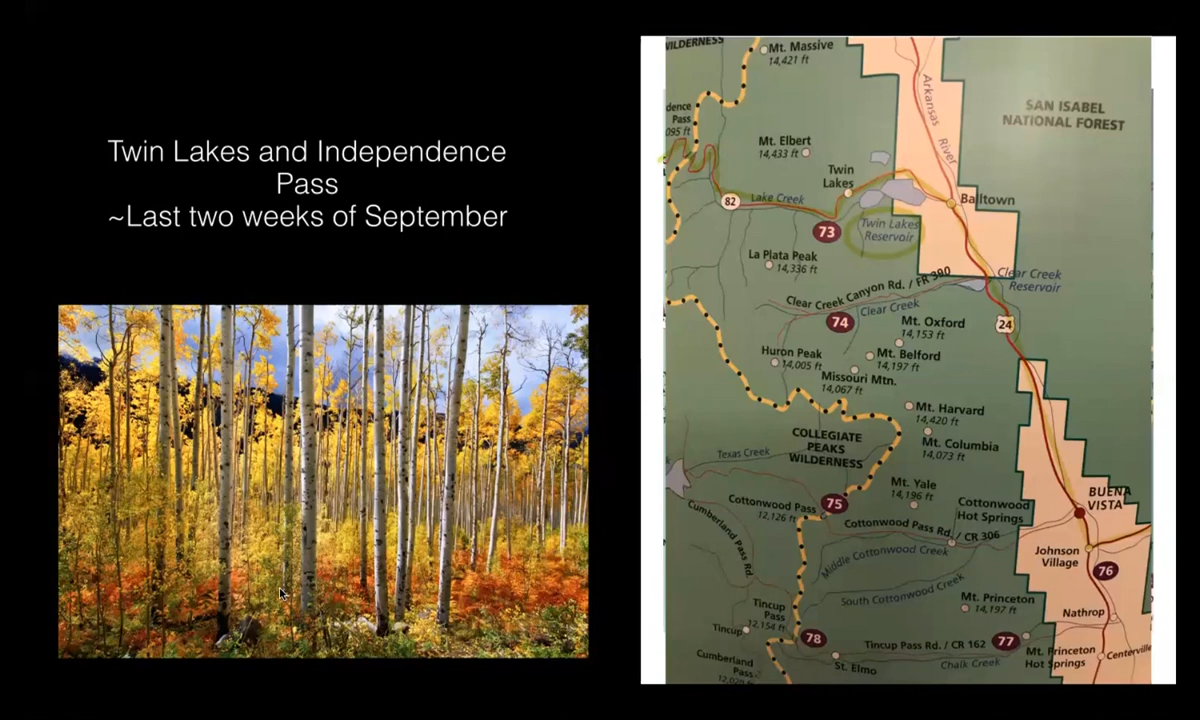 Twin Lakes and Independence
Pass
~Last two weeks of September
WILDERNESS
Mt. Massive
14,421 ft
SAN ISABEL
NATIONAL FOREST
Arkansas River
Pass
Mt. Elbert
14,433 ft
Twin
Lakes
82
Lake Creek
Balltown
73
Twin Lakes
Reservoir
La Plata Peak
14,336 ft
Clear Creek
Reservoir
Clear Creek Canyon Rd. / FR 390
Clear Creek
74
24
Mt. Oxford
14,153 ft
Huron Peak
14,005 ft
Mt. Belford
14,197 ft
Missouri Mtn.
14,067 ft
Mt. Harvard
14,420 ft
COLLEGIATE
PEAKS
WILDERNESS
Mt. Columbia
14,073 ft
Texas Creek
Mt. Yale
14,196 ft
BUENA
VISTA
Cottonwood Pass
12,126 ft
75
Cottonwood
Hot Springs
Cumberland Pass Rd.
Cottonwood Pass Rd. / CR 306
Middle Cottonwood Creek
Johnson
Village
76
South Cottonwood Creek
Mt. Princeton
14,197 ft
Nathrop
Tincup
Pass
12,154 ft
Tincup
78
Tincup Pass Rd. / CR 162
77
Mt. Princeton
Hot Springs
Centerville
Cumberland
Pass
St. Elmo
Chalk Creek